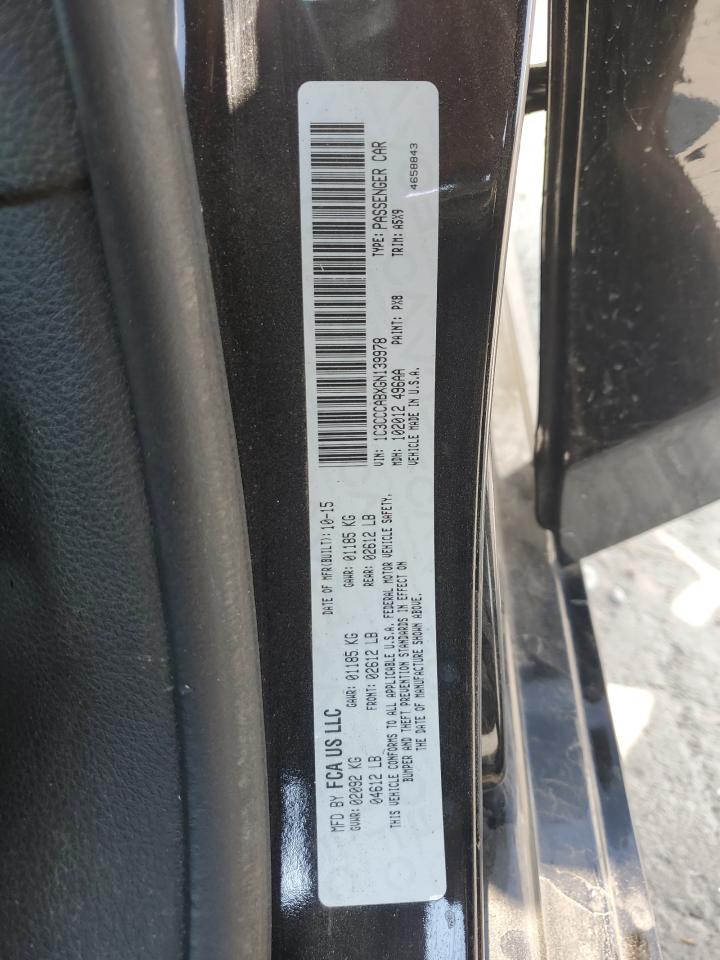 MFD BY FCA US LLC
DATE OF MFR(BUILT): 10-15
GVWR: 02092 KG
GAWR: 01185 KG
GAWR: 01185 KG
04612 LB
FRONT: 02612 LB
REAR: 02612 LB
THIS VEHICLE CONFORMS TO ALL APPLICABLE U.S.A. FEDERAL MOTOR VEHICLE SAFETY,
BUMPER AND THEFT PREVENTION STANDARDS IN EFFECT ON
THE DATE OF MANUFACTURE SHOWN ABOVE.
VIN: 1C3CCCABXGN139978
TYPE: PASSENGER CAR
MDH: 102012 496AA
PAINT: PX8
TRIM: A5X9
VEHICLE MADE IN U.S.A.
4658843